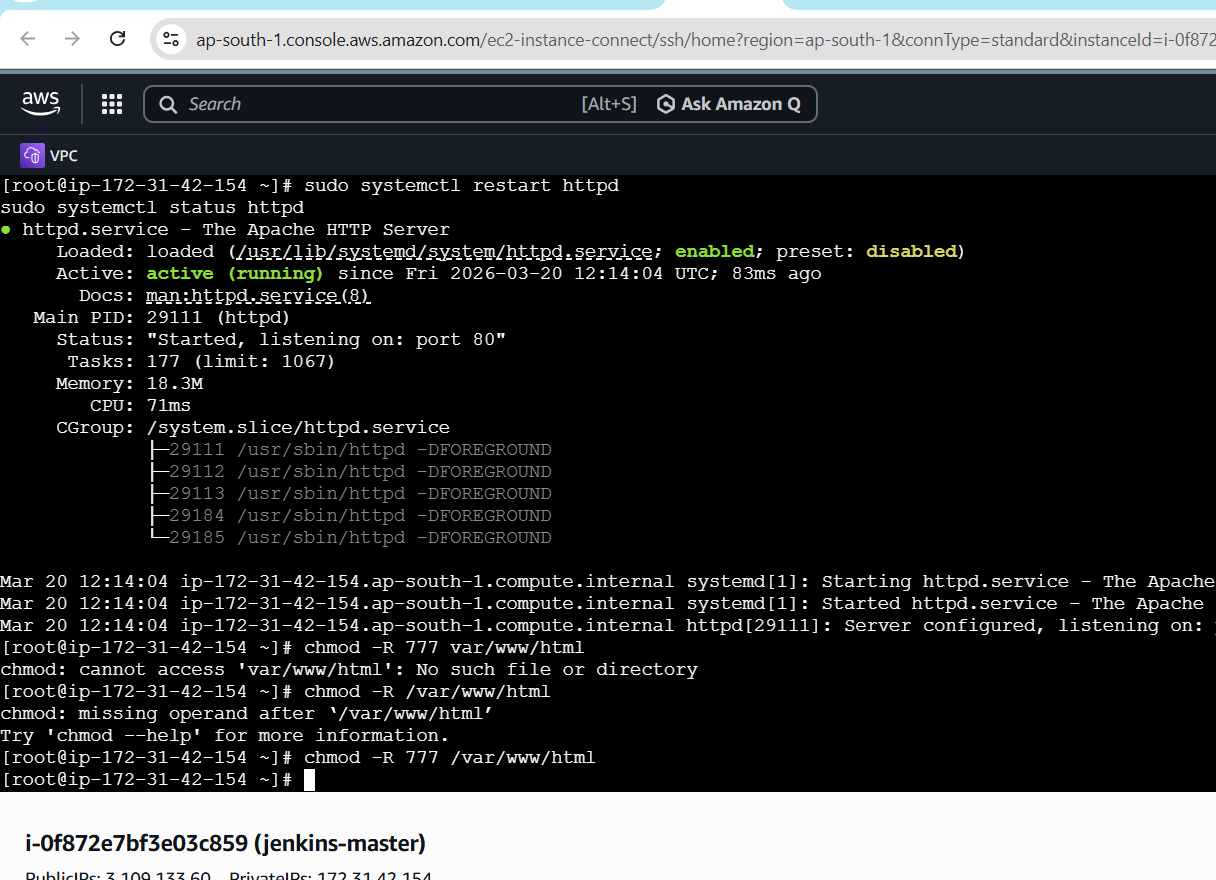 ap-south-1.console.aws.amazon.com/ec2-instance-connect/ssh/home?region=ap-south-1&connType=standard&instanceId=i-0f872
aws Search [Alt+S] Ask Amazon Q
VPC
[root@ip-172-31-42-154 ~]# sudo systemctl restart httpd
sudo systemctl status httpd
● httpd.service - The Apache HTTP Server
Loaded: loaded (/usr/lib/systemd/system/httpd.service; enabled; preset: disabled)
Active: active (running) since Fri 2026-03-20 12:14:04 UTC; 83ms ago
Docs: man:httpd.service(8)
Main PID: 29111 (httpd)
Status: "Started, listening on: port 80"
Tasks: 177 (limit: 1067)
Memory: 18.3M
CPU: 71ms
CGroup: /system.slice/httpd.service
├─29111 /usr/sbin/httpd -DFOREGROUND
├─29112 /usr/sbin/httpd -DFOREGROUND
├─29113 /usr/sbin/httpd -DFOREGROUND
├─29184 /usr/sbin/httpd -DFOREGROUND
└─29185 /usr/sbin/httpd -DFOREGROUND
Mar 20 12:14:04 ip-172-31-42-154.ap-south-1.compute.internal systemd[1]: Starting httpd.service - The Apache
Mar 20 12:14:04 ip-172-31-42-154.ap-south-1.compute.internal systemd[1]: Started httpd.service - The Apache
Mar 20 12:14:04 ip-172-31-42-154.ap-south-1.compute.internal httpd[29111]: Server configured, listening on:
[root@ip-172-31-42-154 ~]# chmod -R 777 var/www/html
chmod: cannot access 'var/www/html': No such file or directory
[root@ip-172-31-42-154 ~]# chmod -R /var/www/html
chmod: missing operand after ‘/var/www/html’
Try 'chmod --help' for more information.
[root@ip-172-31-42-154 ~]# chmod -R 777 /var/www/html
[root@ip-172-31-42-154 ~]#
i-0f872e7bf3e03c859 (jenkins-master)
PublicIPs: 3.109.133.60 PrivateIPs: 172.31.42.154